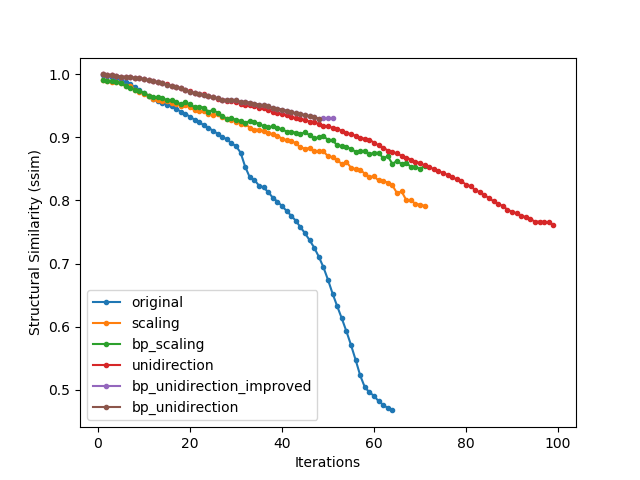 1.0
0.9
0.8
0.7
0.6
0.5
Structural Similarity (ssim)
original
scaling
bp_scaling
unidirection
bp_unidirection_improved
bp_unidirection
0 20 40 60 80 100
Iterations